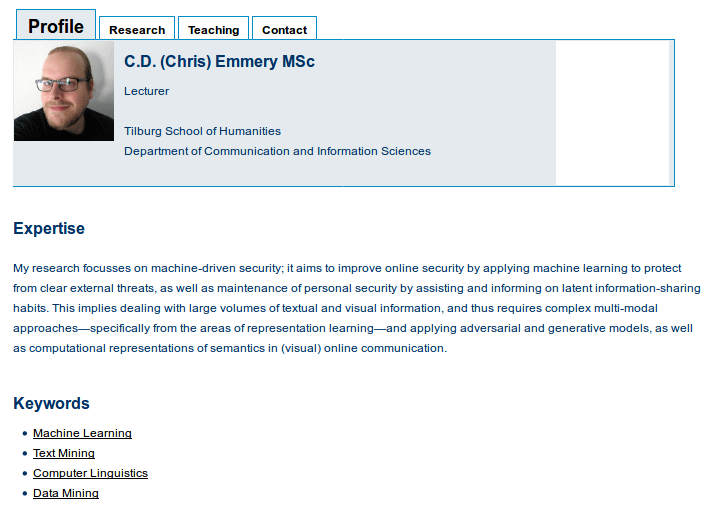 Profile
Research
Teaching
Contact
C.D. (Chris) Emmery MSc
Lecturer
Tilburg School of Humanities
Department of Communication and Information Sciences
Expertise
My research focusses on machine-driven security; it aims to improve online security by applying machine learning to protect
from clear external threats, as well as maintenance of personal security by assisting and informing on latent information-sharing
habits. This implies dealing with large volumes of textual and visual information, and thus requires complex multi-modal
approaches—specifically from the areas of representation learning—and applying adversarial and generative models, as well
as computational representations of semantics in (visual) online communication.
Keywords
Machine Learning
Text Mining
Computer Linguistics
Data Mining